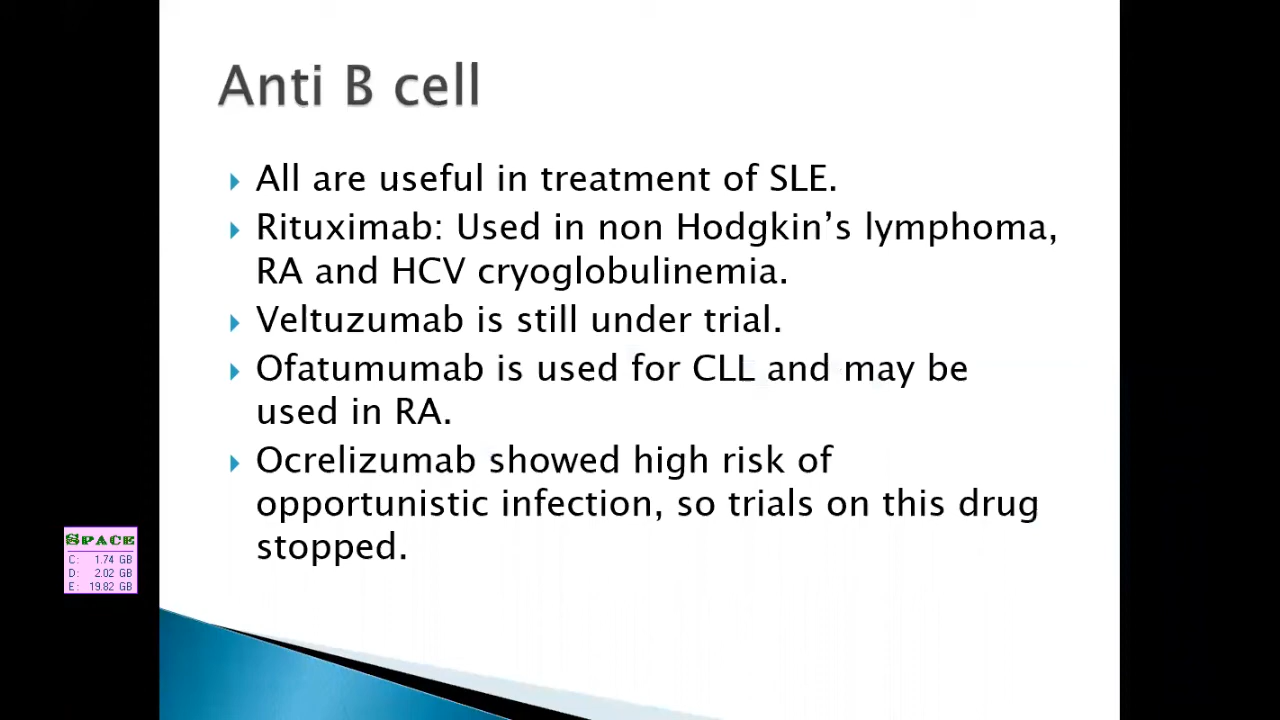 Anti B cell
All are useful in treatment of SLE.
Rituximab: Used in non Hodgkin’s lymphoma,
RA and HCV cryoglobulinemia.
Veltuzumab is still under trial.
Ofatumumab is used for CLL and may be
used in RA.
Ocrelizumab showed high risk of
opportunistic infection, so trials on this drug
stopped.
SPACE
C: 1.74 GB
D: 2.02 GB
E: 19.82 GB